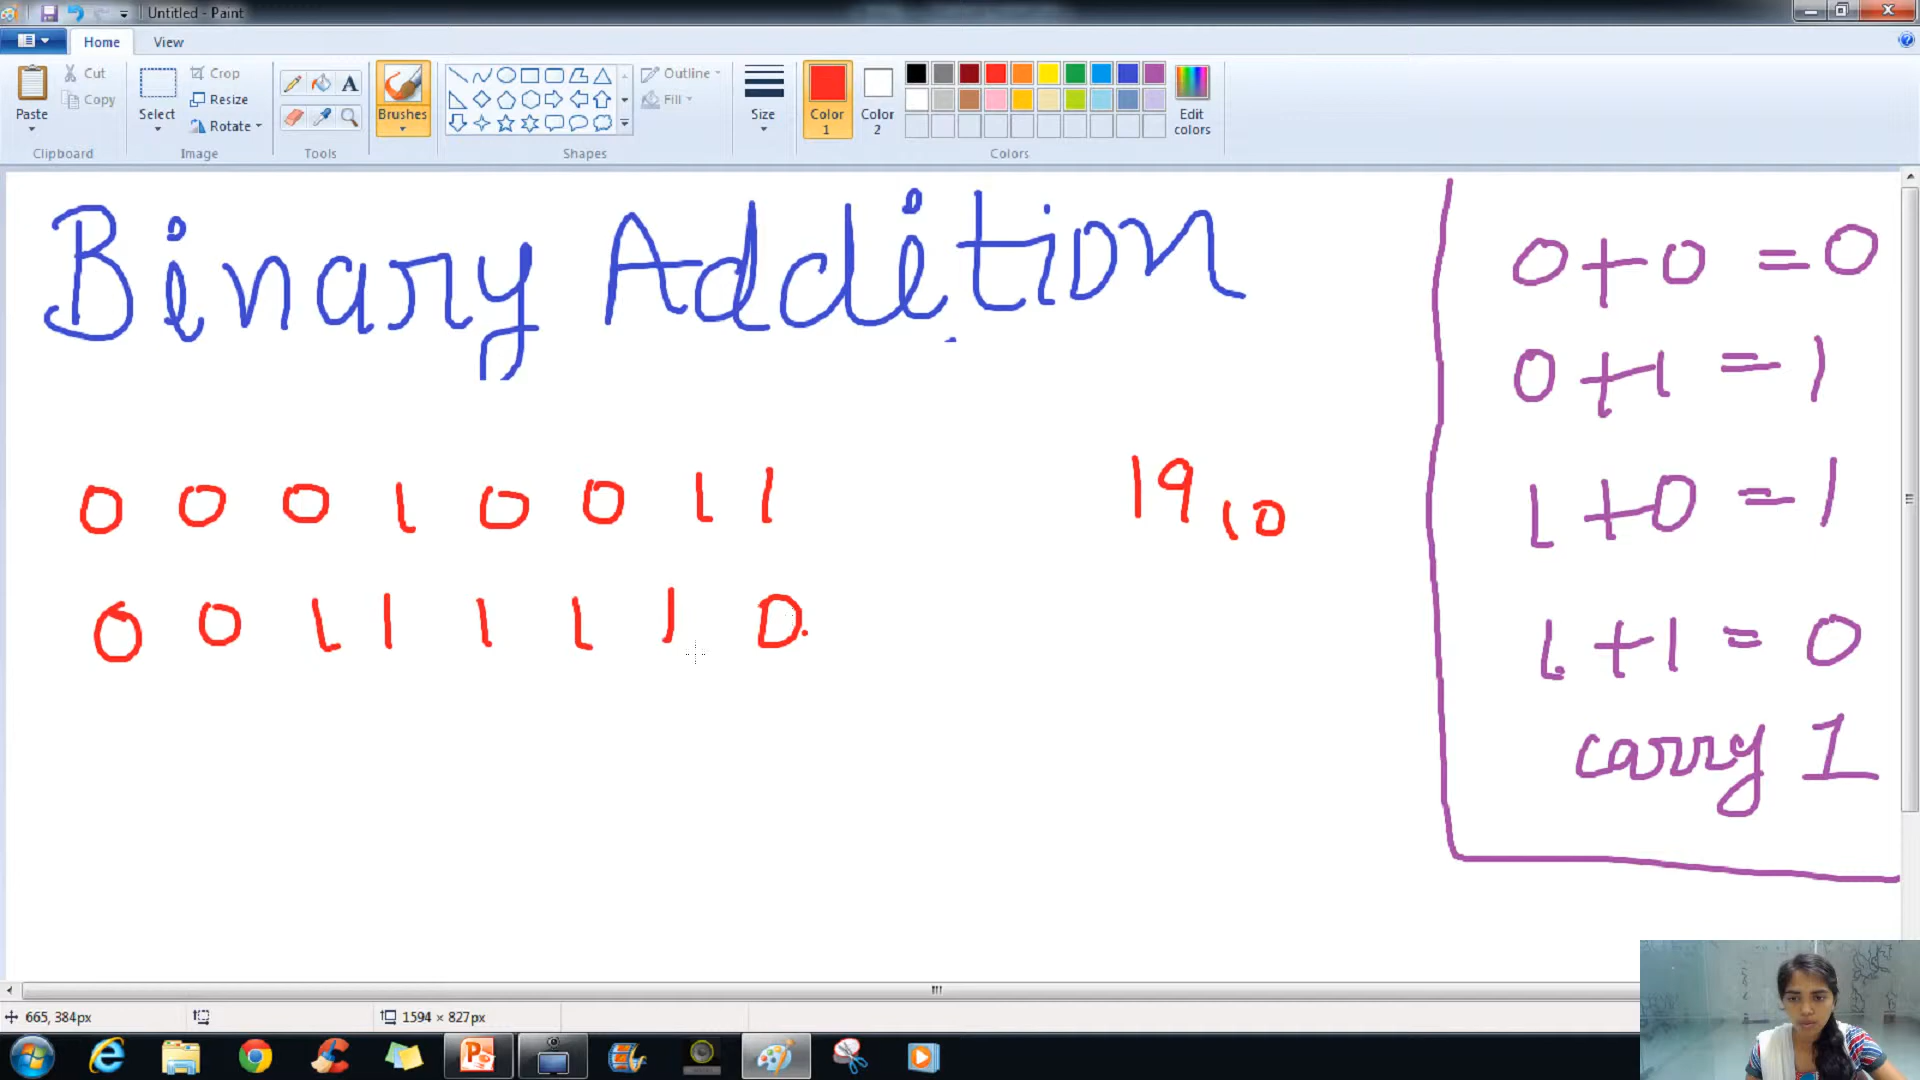 Untitled - Paint
Home View
Cut
Copy
Paste
Clipboard
Crop
Resize
Rotate
Select
Image
Tools
Brushes
Outline
Fill
Shapes
Size
Color 1
Color 2
Edit colors
Colors
Binary Addition
0 0 0 1 0 0 1 1
19 10
0 0 1 1 1 1 1 0
0+0 = 0
0+1 = 1
1+0 = 1
1+1 = 0
carry 1
665, 384px
1594 × 827px